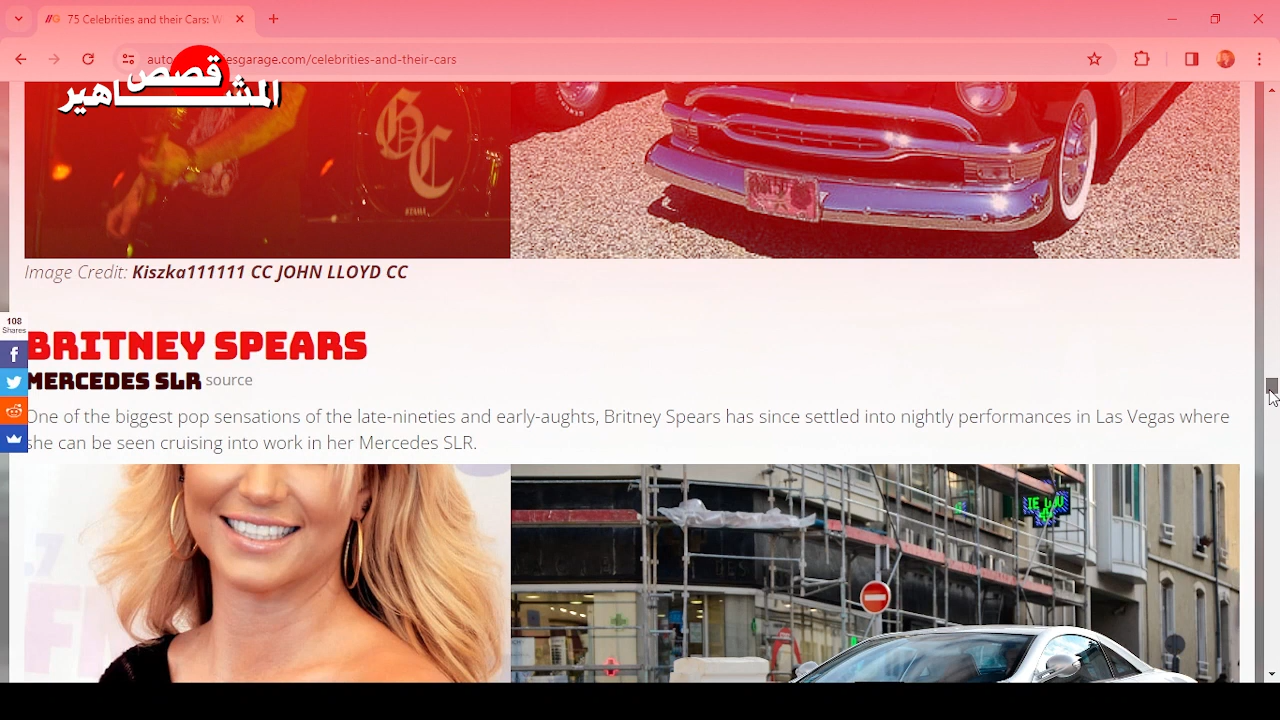 75 Celebrities and their Cars: W
esgarage.com/celebrities-and-their-cars
قصص
المشاهير
GC
TAMA
Image Credit: Kiszka111111 CC JOHN LLOYD CC
108
Shares
BRITNEY SPEARS
MERCEDES SLR source
One of the biggest pop sensations of the late-nineties and early-aughts, Britney Spears has since settled into nightly performances in Las Vegas where
she can be seen cruising into work in her Mercedes SLR.